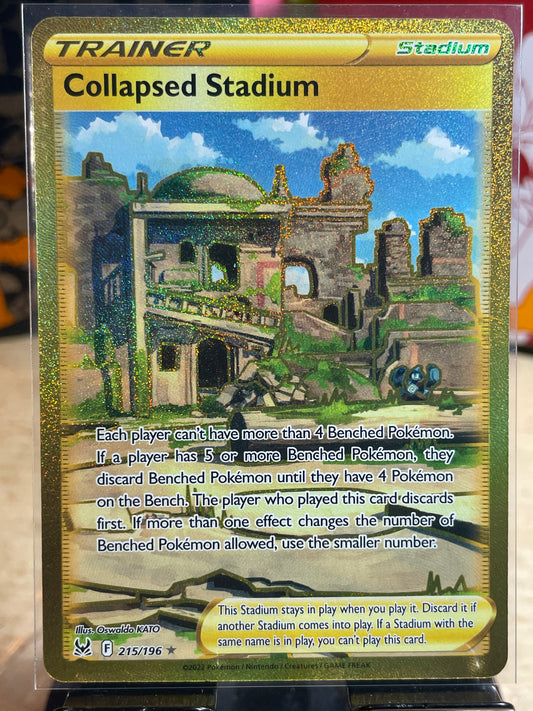 TRAINER Stadium
Collapsed Stadium
Each player can't have more than 4 Benched Pokémon.
If a player has 5 or more Benched Pokémon, they
discard Benched Pokémon until they have 4 Pokémon
on the Bench. The player who played this card discards
first. If more than one effect changes the number of
Benched Pokémon allowed, use the smaller number.
Illus. Oswaldo KATO
F 215/196 ★
This Stadium stays in play when you play it. Discard it if
another Stadium comes into play. If a Stadium with the
same name is in play, you can't play this card.
©2022 Pokémon / Nintendo / Creatures / GAME FREAK